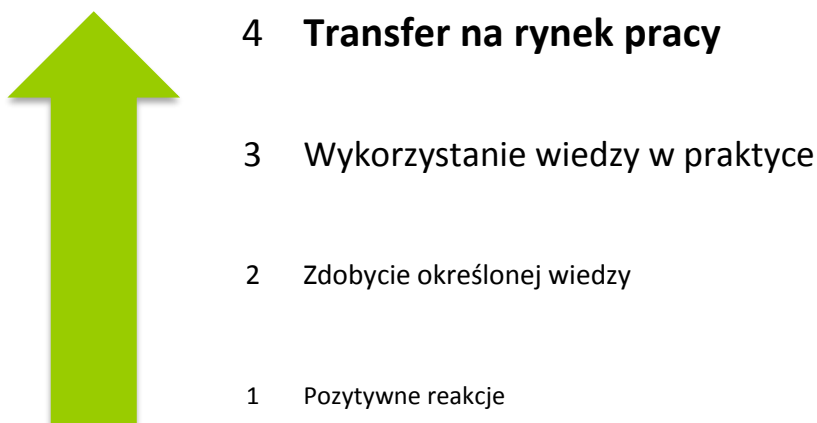 4 Transfer na rynek pracy
3 Wykorzystanie wiedzy w praktyce
2 Zdobycie określonej wiedzy
1 Pozytywne reakcje